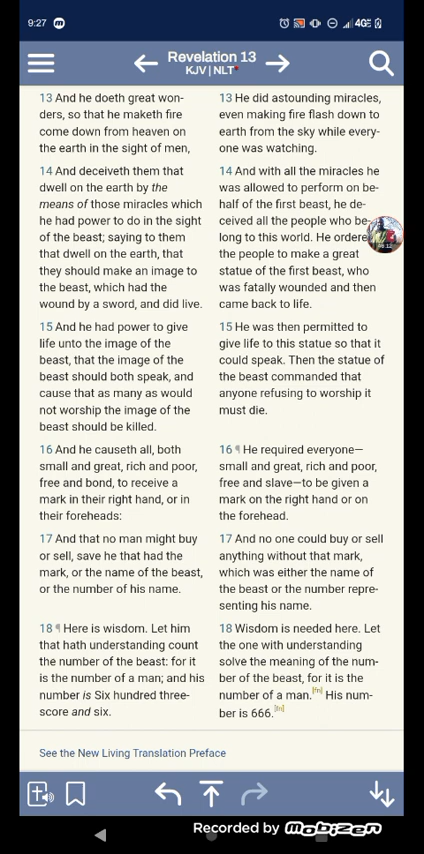 9:27
4G
Revelation 13
KJV | NLT*
13 And he doeth great won-
ders, so that he maketh fire
come down from heaven on
the earth in the sight of men,
14 And deceiveth them that
dwell on the earth by the
means of those miracles which
he had power to do in the sight
of the beast; saying to them
that dwell on the earth, that
they should make an image to
the beast, which had the
wound by a sword, and did live.
15 And he had power to give
life unto the image of the
beast, that the image of the
beast should both speak, and
cause that as many as would
not worship the image of the
beast should be killed.
16 And he causeth all, both
small and great, rich and poor,
free and bond, to receive a
mark in their right hand, or in
their foreheads:
17 And that no man might buy
or sell, save he that had the
mark, or the name of the beast,
or the number of his name.
18 ¶ Here is wisdom. Let him
that hath understanding count
the number of the beast: for it
is the number of a man; and his
number is Six hundred three-
score and six.
13 He did astounding miracles,
even making fire flash down to
earth from the sky while every-
one was watching.
14 And with all the miracles he
was allowed to perform on be-
half of the first beast, he de-
ceived all the people who be-
long to this world. He ordere
the people to make a great
statue of the first beast, who
was fatally wounded and then
came back to life.
15 He was then permitted to
give life to this statue so that it
could speak. Then the statue of
the beast commanded that
anyone refusing to worship it
must die.
16 ¶ He required everyone—
small and great, rich and poor,
free and slave—to be given a
mark on the right hand or on
the forehead.
17 And no one could buy or sell
anything without that mark,
which was either the name of
the beast or the number repre-
senting his name.
18 Wisdom is needed here. Let
the one with understanding
solve the meaning of the num-
ber of the beast, for it is the
number of a man.[fn] His num-
ber is 666.[fn]
See the New Living Translation Preface
Recorded by Mobizen